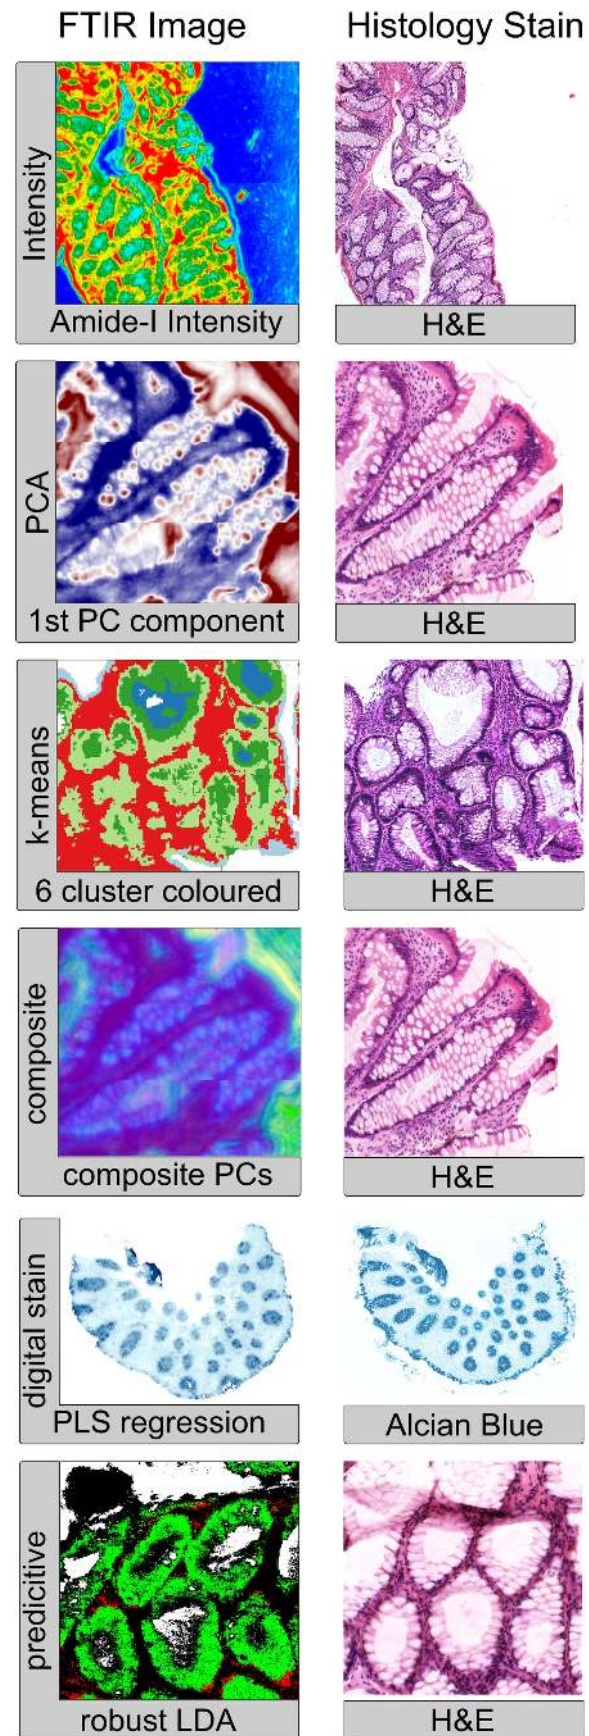 FTIR Image
Histology Stain
Intensity
Amide-I Intensity
H&E
PCA
1st PC component
H&E
k-means
6 cluster coloured
H&E
composite
composite PCs
H&E
digital stain
PLS regression
Alcian Blue
predicitive
robust LDA
H&E